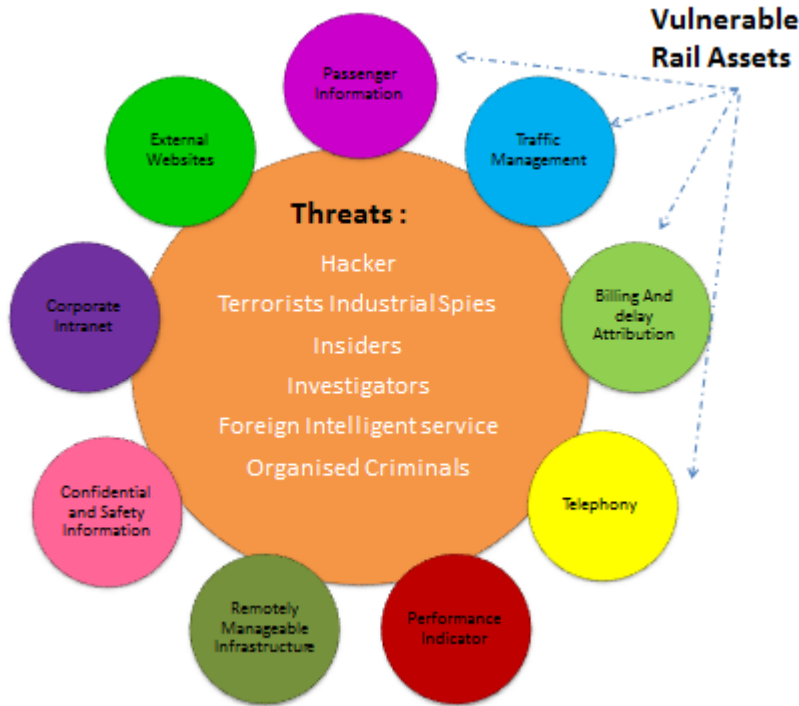 Vulnerable
Rail Assets
Passenger
Information
External
Websites
Traffic
Management
Threats :
Hacker
Terrorists Industrial Spies
Insiders
Investigators
Foreign Intelligent service
Organised Criminals
Corporate
Intranet
Billing And
delay
Attribution
Confidential
and Safety
Information
Telephony
Remotely
Manageable
Infrastructure
Performance
Indicator